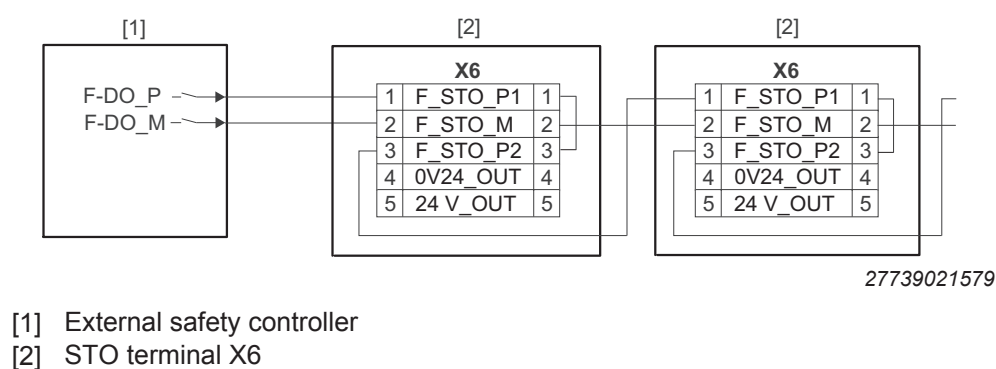 [1] [2] [2]
X6 X6
F-DO_P 1 F_STO_P1 1 1 F_STO_P1 1
F-DO_M 2 F_STO_M 2 2 F_STO_M 2
3 F_STO_P2 3 3 F_STO_P2 3
4 0V24_OUT 4 4 0V24_OUT 4
5 24 V_OUT 5 5 24 V_OUT 5
27739021579
[1] External safety controller
[2] STO terminal X6